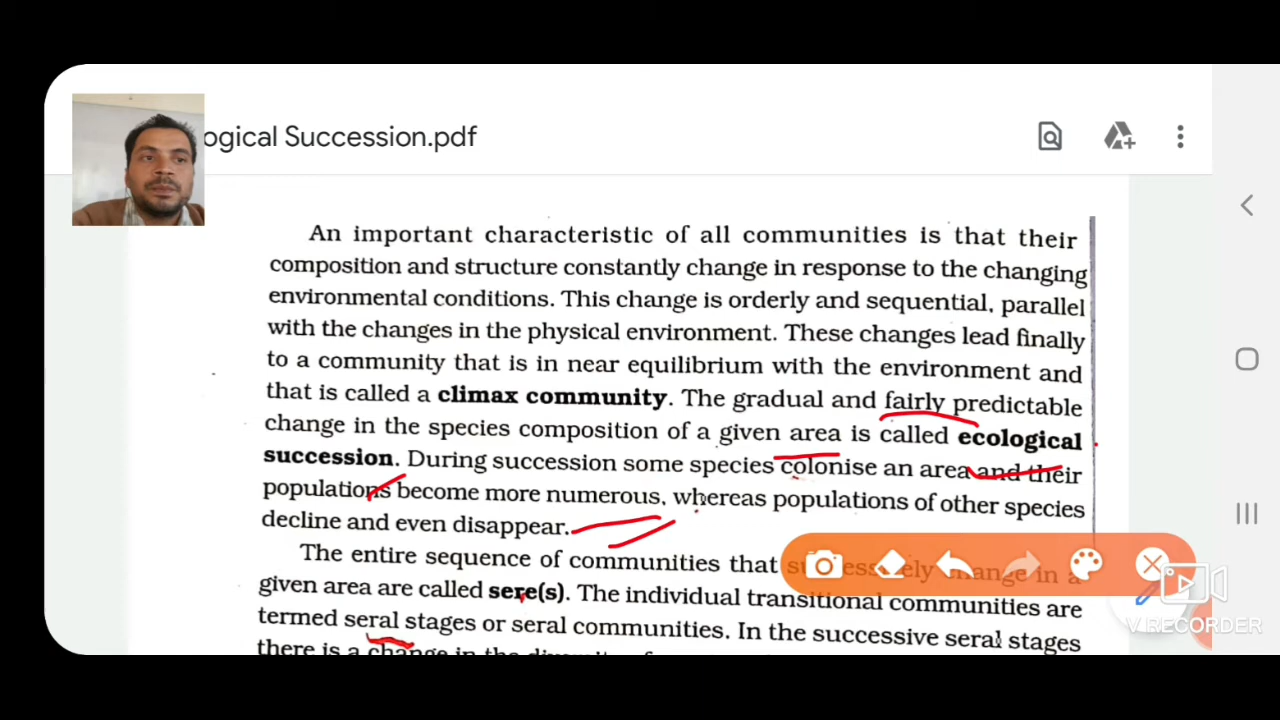 ogical Succession.pdf
An important characteristic of all communities is that their
composition and structure constantly change in response to the changing
environmental conditions. This change is orderly and sequential, parallel
with the changes in the physical environment. These changes lead finally
to a community that is in near equilibrium with the environment and
that is called a climax community. The gradual and fairly predictable
change in the species composition of a given area is called ecological
succession. During succession some species colonise an area and their
populations become more numerous, whereas populations of other species
decline and even disappear.
The entire sequence of communities that successively change in a
given area are called sere(s). The individual transitional communities are
termed seral stages or seral communities. In the successive seral stages
there is a change in the
V RECORDER